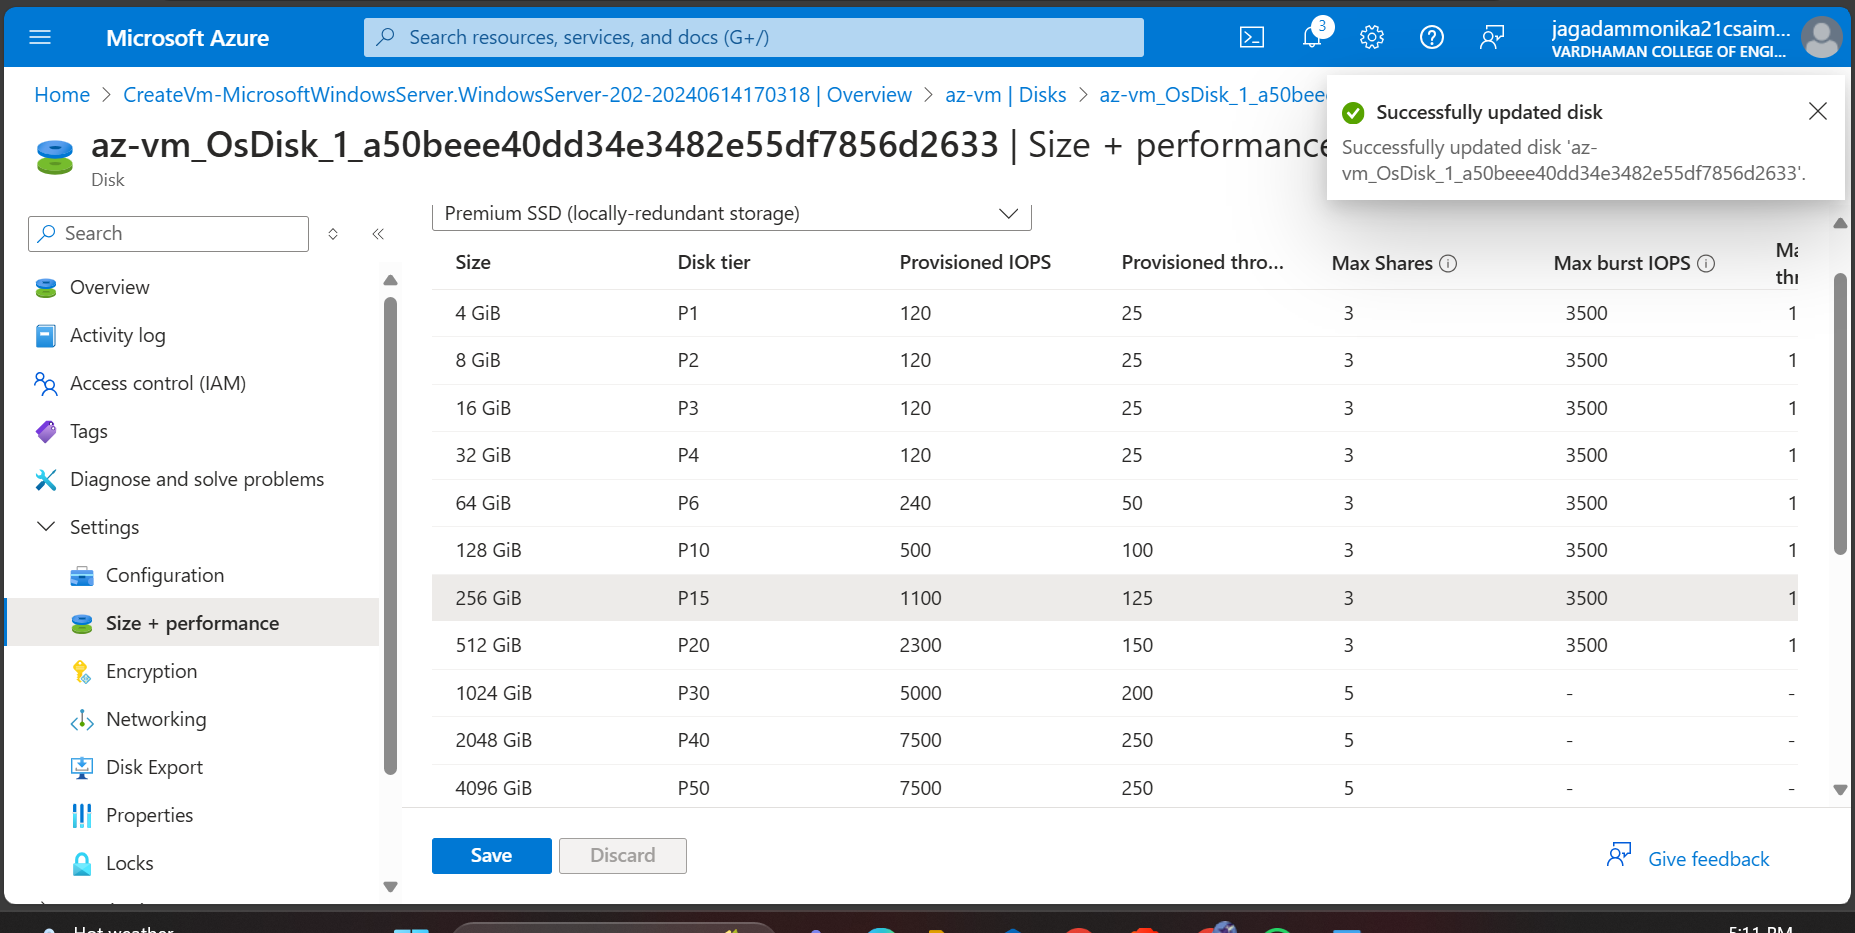 Microsoft Azure
Search resources, services, and docs (G+/)
3
jagadammonika21csaim...
VARDHAMAN COLLEGE OF ENGI...
Home > CreateVm-MicrosoftWindowsServer.WindowsServer-202-20240614170318 | Overview > az-vm | Disks > az-vm_OsDisk_1_a50bee
az-vm_OsDisk_1_a50beee40dd34e3482e55df7856d2633 | Size + performance
Disk
Successfully updated disk
Successfully updated disk 'az-
vm_OsDisk_1_a50beee40dd34e3482e55df7856d2633'.
Search
Overview
Activity log
Access control (IAM)
Tags
Diagnose and solve problems
Settings
Configuration
Size + performance
Encryption
Networking
Disk Export
Properties
Locks
Premium SSD (locally-redundant storage)
Size Disk tier Provisioned IOPS Provisioned thro... Max Shares Max burst IOPS
4 GiB P1 120 25 3 3500 1
8 GiB P2 120 25 3 3500 1
16 GiB P3 120 25 3 3500 1
32 GiB P4 120 25 3 3500 1
64 GiB P6 240 50 3 3500 1
128 GiB P10 500 100 3 3500 1
256 GiB P15 1100 125 3 3500 1
512 GiB P20 2300 150 3 3500 1
1024 GiB P30 5000 200 5 - -
2048 GiB P40 7500 250 5 - -
4096 GiB P50 7500 250 5 - -
Save Discard
Give feedback
Hot weather
5:11 PM